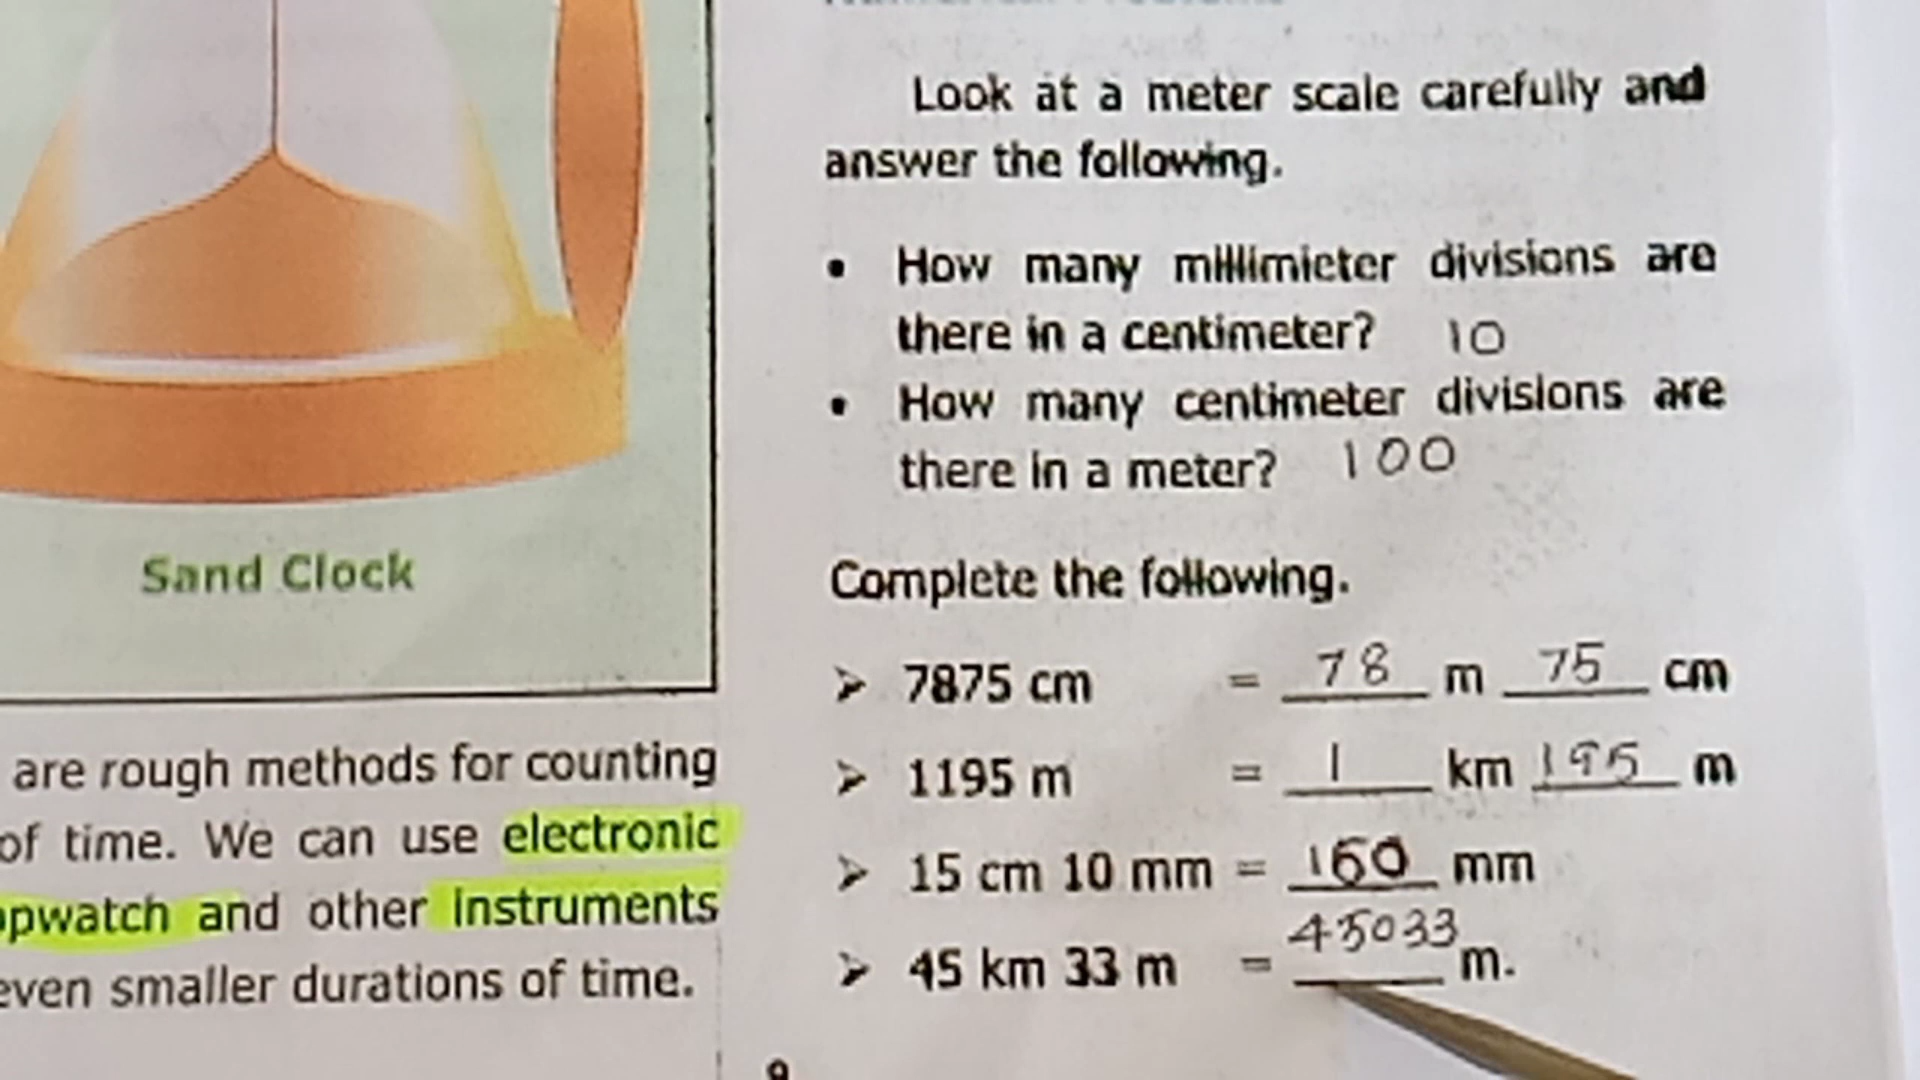 Sand Clock
are rough methods for counting
of time. We can use electronic
opwatch and other instruments
even smaller durations of time.
Look at a meter scale carefully and
answer the following.
• How many millimieter divisions are
there in a centimeter? 10
• How many centimeter divisions are
there in a meter? 100
Complete the following.
➢ 7875 cm = 78 m 75 cm
➢ 1195 m = 1 km 195 m
➢ 15 cm 10 mm = 160 mm
➢ 45 km 33 m = 45033 m.
9